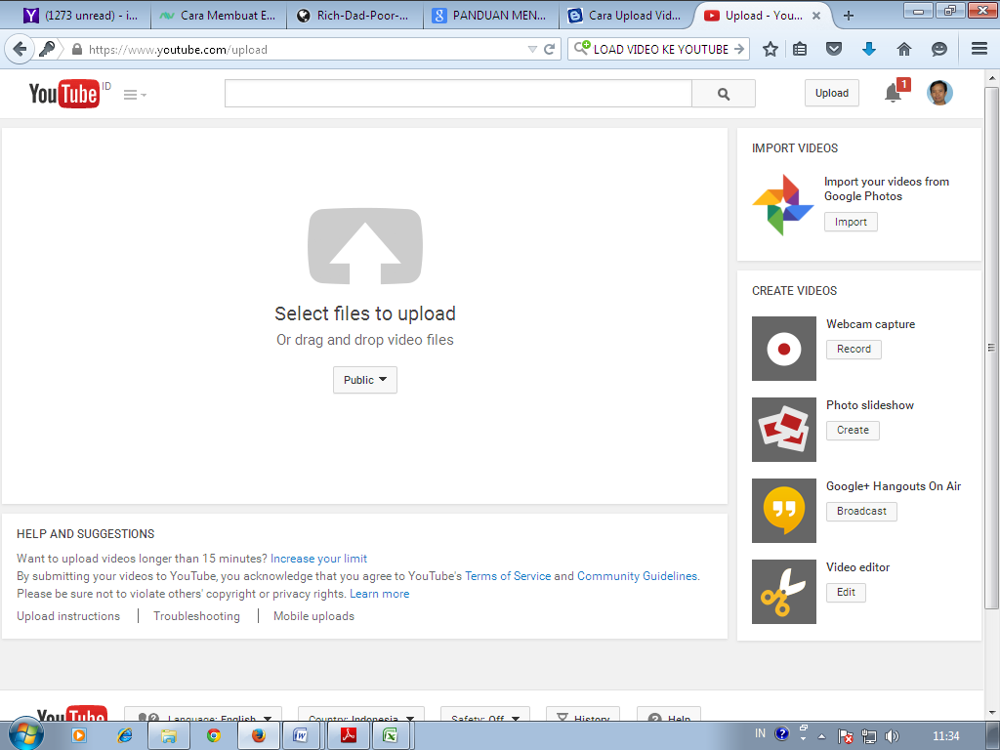 (1273 unread) - i...
Cara Membuat E...
Rich-Dad-Poor-...
PANDUAN MEN...
Cara Upload Vid...
Upload - You...
https://www.youtube.com/upload
LOAD VIDEO KE YOUTUBE
YouTube ID
Upload
1
Select files to upload
Or drag and drop video files
Public
IMPORT VIDEOS
Import your videos from
Google Photos
Import
CREATE VIDEOS
Webcam capture
Record
Photo slideshow
Create
Google+ Hangouts On Air
Broadcast
Video editor
Edit
HELP AND SUGGESTIONS
Want to upload videos longer than 15 minutes? Increase your limit
By submitting your videos to YouTube, you acknowledge that you agree to YouTube's Terms of Service and Community Guidelines.
Please be sure not to violate others' copyright or privacy rights. Learn more
Upload instructions
Troubleshooting
Mobile uploads
YouTube
Language: English
Country: Indonesia
Safety: Off
History
Help
IN
11:34